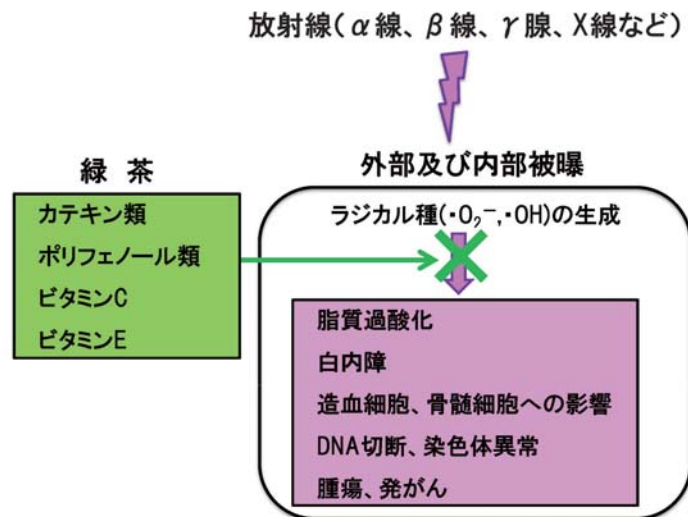 放射線(α線、β線、γ腺、X線など)
外部及び内部被曝
緑 茶
カテキン類
ポリフェノール類
ビタミンC
ビタミンE
ラジカル種(・O₂⁻,・OH)の生成
脂質過酸化
白内障
造血細胞、骨髄細胞への影響
DNA切断、染色体異常
腫瘍、発がん